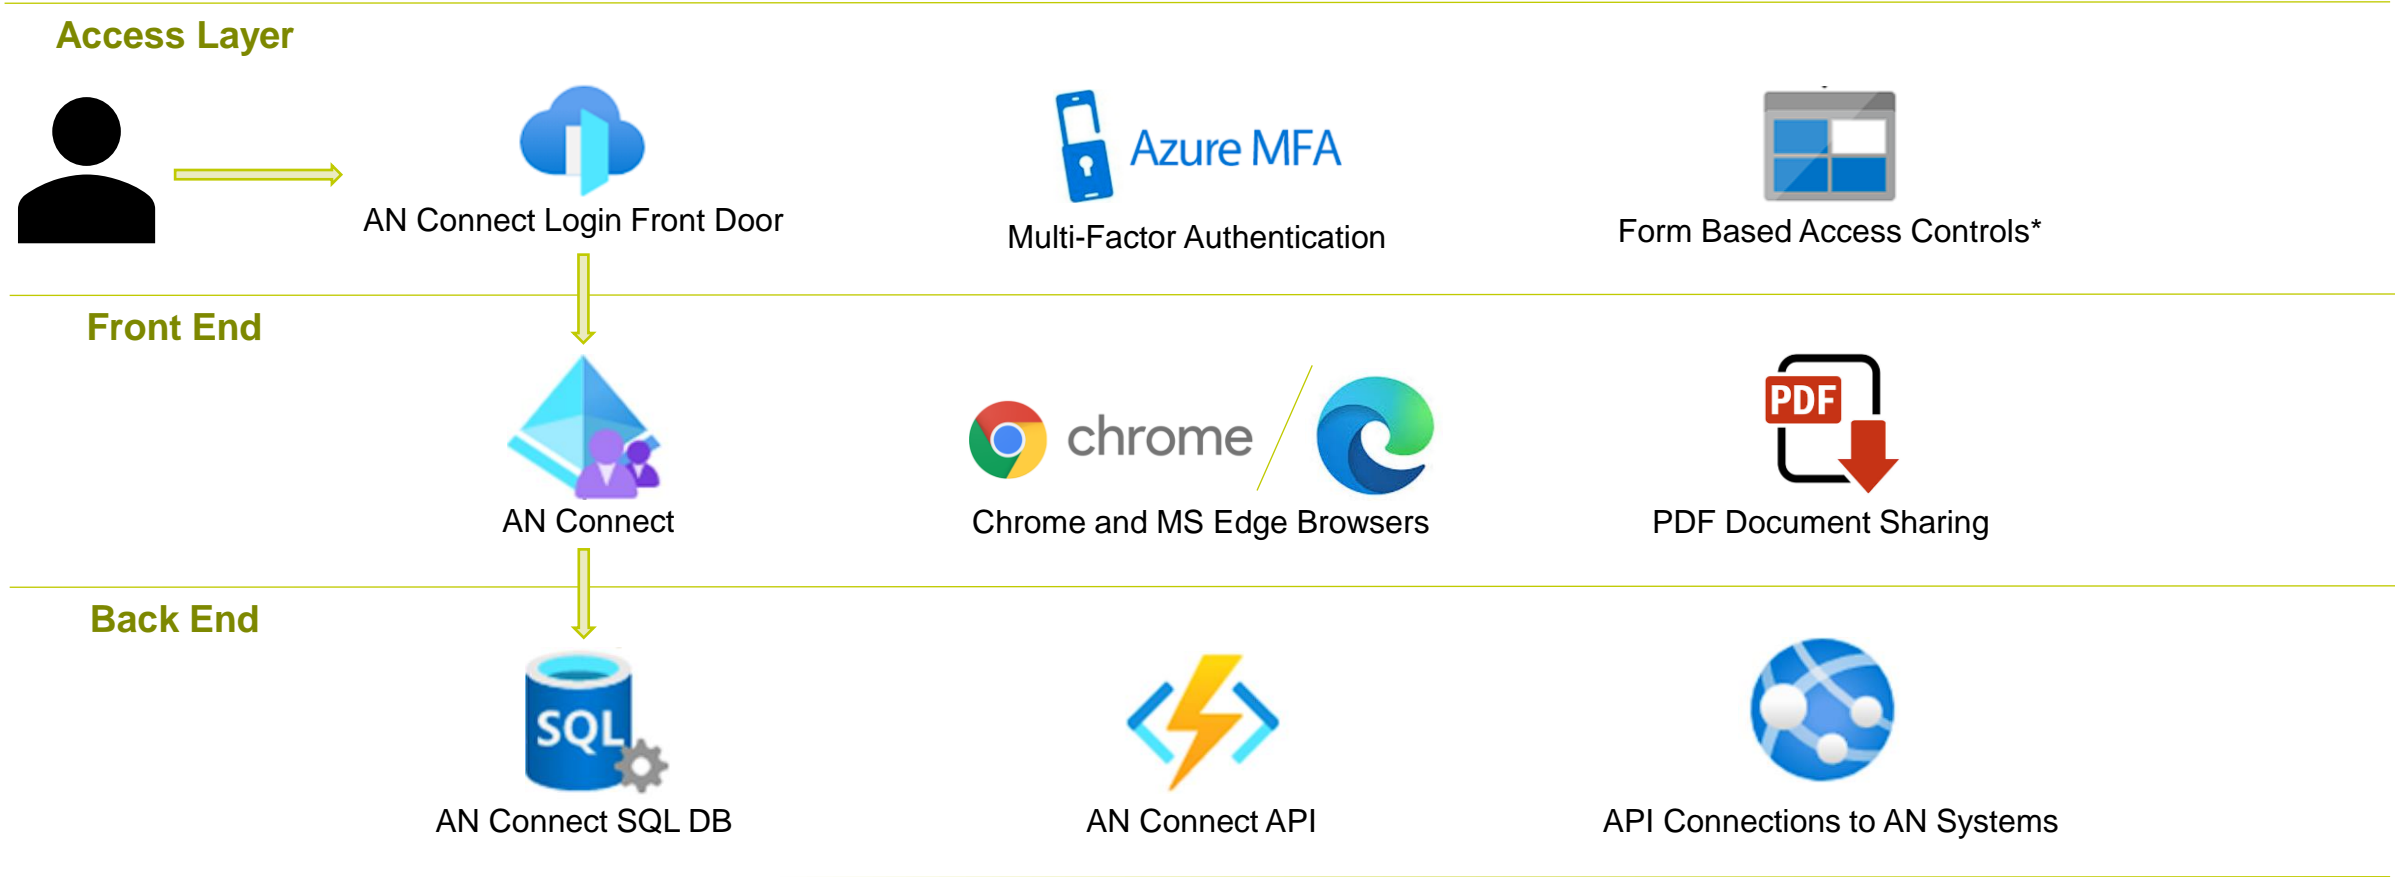 Access Layer
Azure MFA
AN Connect Login Front Door
Multi-Factor Authentication
Form Based Access Controls*
Front End
PDF
chrome
AN Connect
Chrome and MS Edge Browsers
PDF Document Sharing
Back End
SQL
AN Connect SQL DB
AN Connect API
API Connections to AN Systems